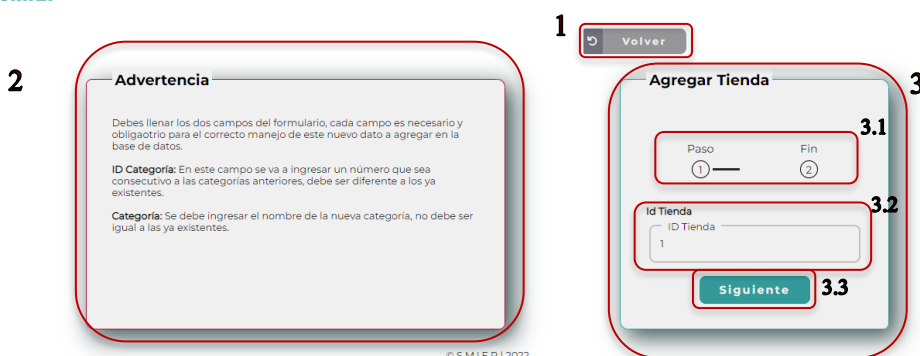 1
Volver
2
Advertencia
Debes llenar los dos campos del formulario, cada campo es necesario y
obligaotrio para el correcto manejo de este nuevo dato a agregar en la
base de datos.
ID Categoría: En este campo se va a ingresar un número que sea
consecutivo a las categorias anteriores, debe ser diferente a los ya
existentes.
Categoría: Se debe ingresar el nombre de la nueva categoría, no debe ser
igual a las ya existentes.
3
Agregar Tienda
3.1
Paso
Fin
1
2
3.2
Id Tienda
ID Tienda
1
Siguiente
3.3